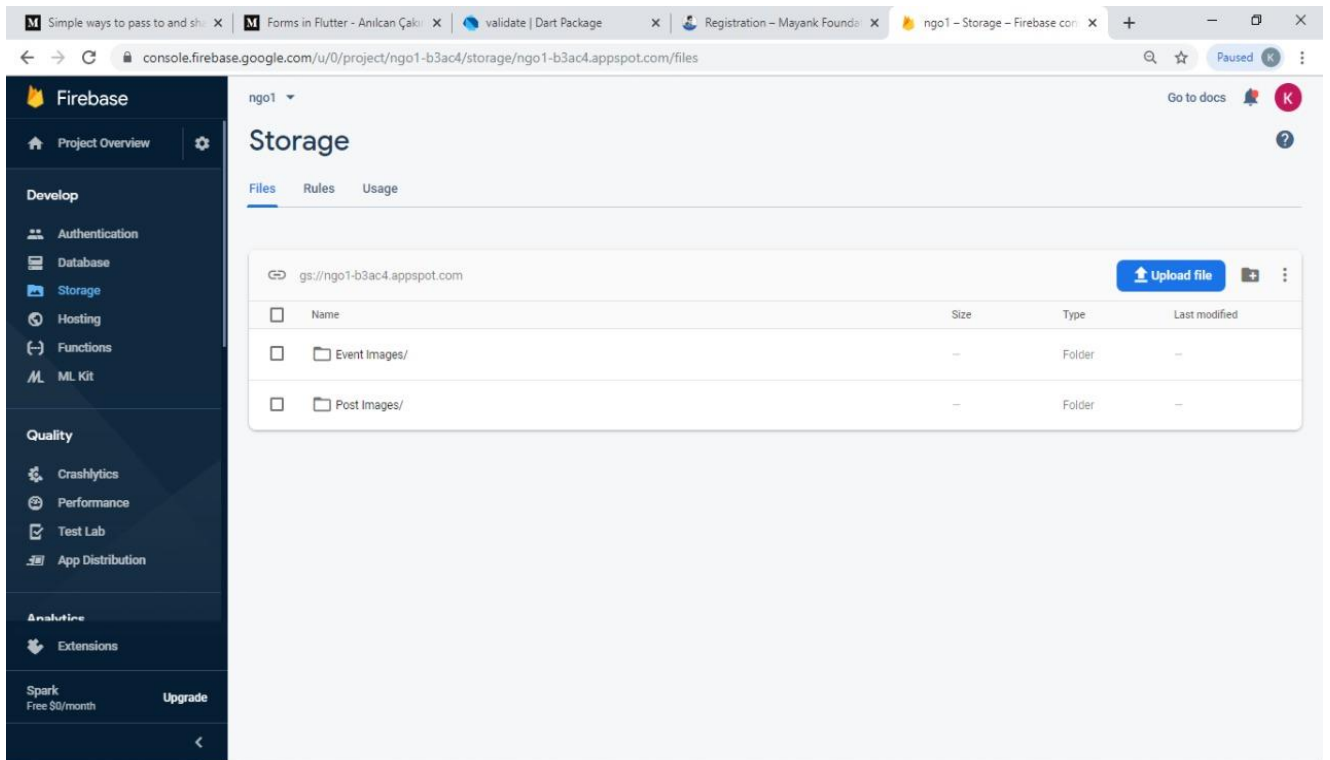 Simple ways to pass to and sh
Forms in Flutter - Anılcan Çakır
validate | Dart Package
Registration – Mayank Founda
ngo1 – Storage – Firebase con
console.firebase.google.com/u/0/project/ngo1-b3ac4/storage/ngo1-b3ac4.appspot.com/files
Paused K
Firebase
ngo1
Go to docs
K
Project Overview
Storage
Develop
Files Rules Usage
Authentication
Database
Storage
Hosting
Functions
ML Kit
gs://ngo1-b3ac4.appspot.com
Upload file
Name Size Type Last modified
Event Images/ – Folder –
Post Images/ – Folder –
Quality
Crashlytics
Performance
Test Lab
App Distribution
Analytics
Extensions
Spark
Free $0/month
Upgrade